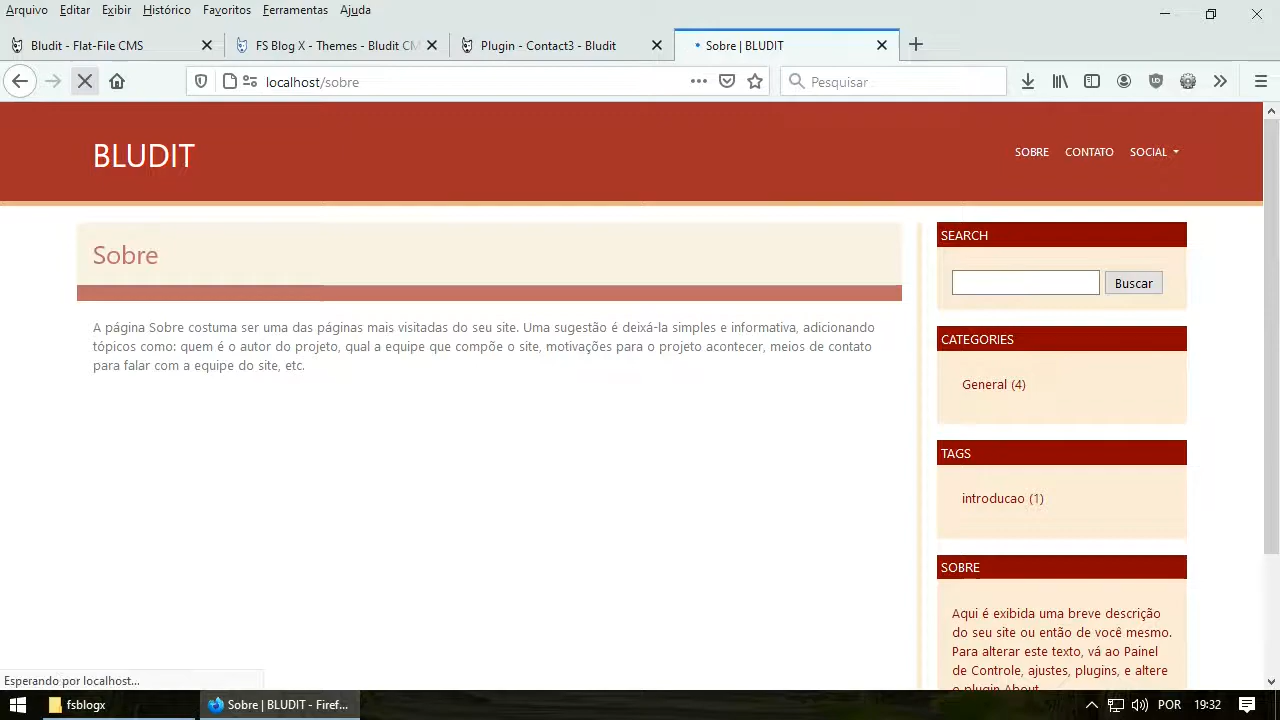 Arquivo Editar Exibir Histórico Favoritos Ferramentas Ajuda
Bludit - FTat-File CMS
FS Blog X - Themes - Bludit CM
Plugin - Contact3 - Bludit
Sobre | BLUDIT
localhost/sobre
Pesquisar
BLUDIT
SOBRE CONTATO SOCIAL
Sobre
A página Sobre costuma ser uma das páginas mais visitadas do seu site. Uma sugestão é deixá-la simples e informativa, adicionando
tópicos como: quem é o autor do projeto, qual a equipe que compõe o site, motivações para o projeto acontecer, meios de contato
para falar com a equipe do site, etc.
SEARCH
Buscar
CATEGORIES
General (4)
TAGS
introducao (1)
SOBRE
Aqui é exibida uma breve descrição
do seu site ou então de você mesmo.
Para alterar este texto, vá ao Painel
de Controle, ajustes, plugins, e altere
o plugin About.
Esperando por localhost...
fsblogx
Sobre | BLUDIT - Firef...
POR
19:32